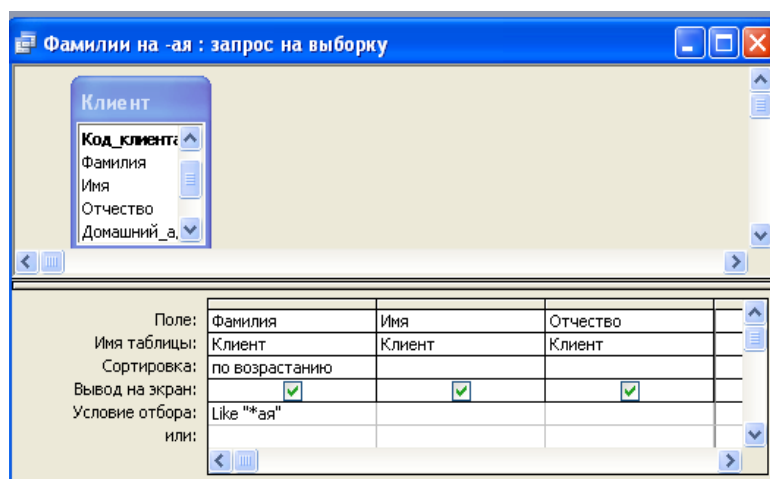 Фамилии на -ая : запрос на выборку
Клиент
Код_клиента
Фамилия
Имя
Отчество
Домашний_а
Поле: Фамилия Имя Отчество
Имя таблицы: Клиент Клиент Клиент
Сортировка: по возрастанию
Вывод на экран:
Условие отбора: Like "*ая"
или: